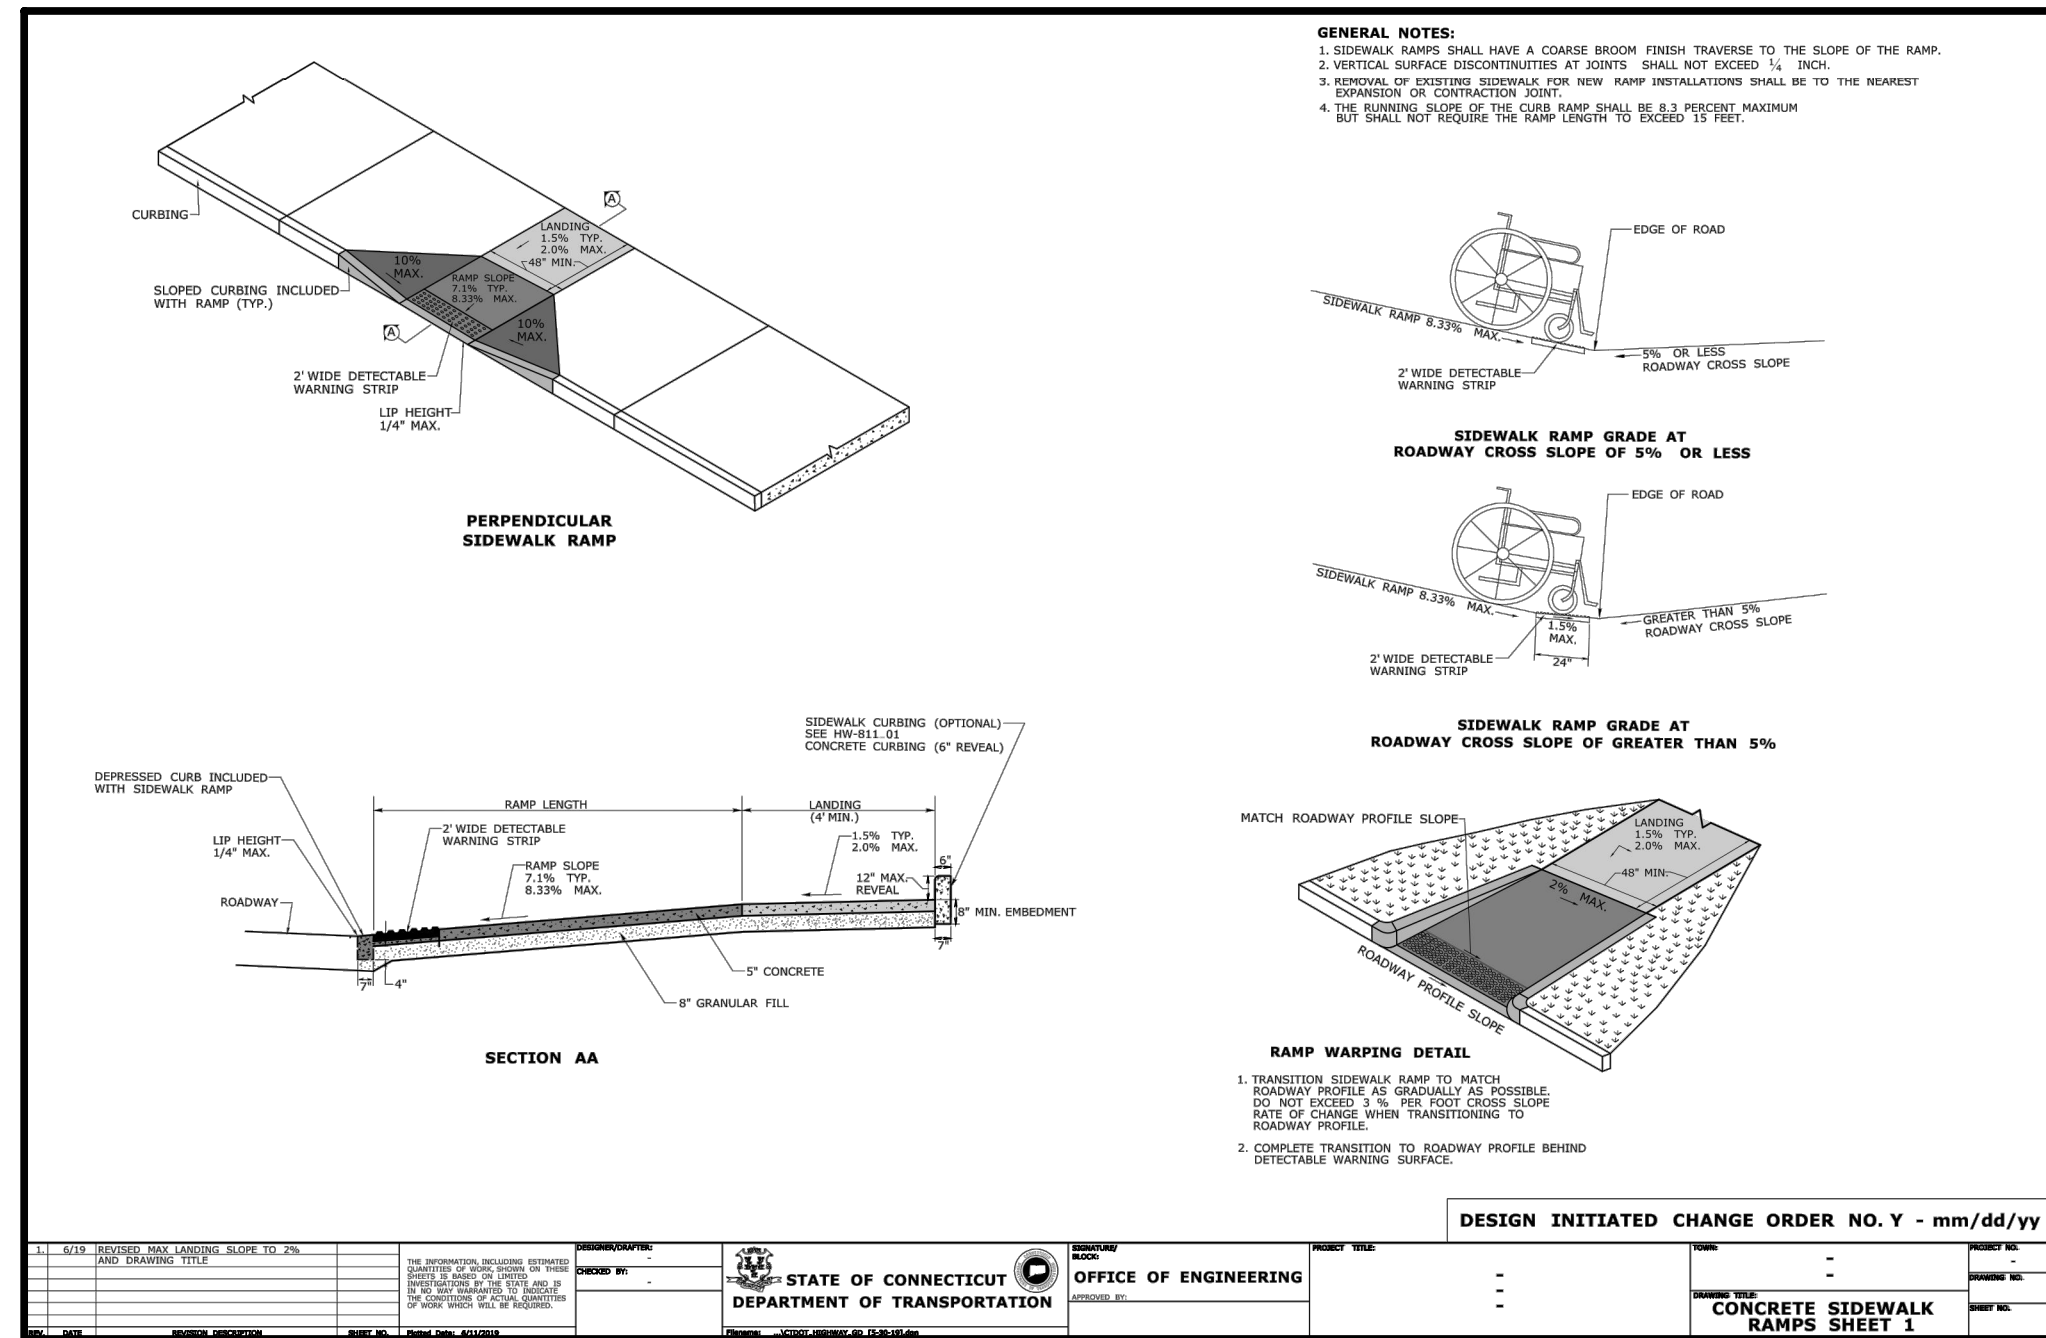 GENERAL NOTES:
1. SIDEWALK RAMPS SHALL HAVE A COARSE BROOM FINISH TRAVERSE TO THE SLOPE OF THE RAMP.
2. VERTICAL SURFACE DISCONTINUITIES AT JOINTS SHALL NOT EXCEED ¼ INCH.
3. REMOVAL OF EXISTING SIDEWALK FOR NEW RAMP INSTALLATIONS SHALL BE TO THE NEAREST
EXPANSION OR CONTRACTION JOINT.
4. THE RUNNING SLOPE OF THE CURB RAMP SHALL BE 8.3 PERCENT MAXIMUM
BUT SHALL NOT REQUIRE THE RAMP LENGTH TO EXCEED 15 FEET.
CURBING
A
LANDING
1.5% TYP.
2.0% MAX.
48" MIN.
10%
MAX.
RAMP SLOPE
7.1% TYP.
8.33% MAX.
SLOPED CURBING INCLUDED
WITH RAMP (TYP.)
A
10%
MAX.
2' WIDE DETECTABLE
WARNING STRIP
LIP HEIGHT
1/4" MAX.
PERPENDICULAR
SIDEWALK RAMP
EDGE OF ROAD
SIDEWALK RAMP 8.33% MAX.
5% OR LESS
ROADWAY CROSS SLOPE
2' WIDE DETECTABLE
WARNING STRIP
SIDEWALK RAMP GRADE AT
ROADWAY CROSS SLOPE OF 5% OR LESS
EDGE OF ROAD
SIDEWALK RAMP 8.33% MAX.
GREATER THAN 5%
ROADWAY CROSS SLOPE
1.5%
MAX.
24"
2' WIDE DETECTABLE
WARNING STRIP
SIDEWALK RAMP GRADE AT
ROADWAY CROSS SLOPE OF GREATER THAN 5%
SIDEWALK CURBING (OPTIONAL)
SEE HW-811_01
CONCRETE CURBING (6" REVEAL)
DEPRESSED CURB INCLUDED
WITH SIDEWALK RAMP
RAMP LENGTH
LANDING
(4' MIN.)
LIP HEIGHT
1/4" MAX.
2' WIDE DETECTABLE
WARNING STRIP
1.5% TYP.
2.0% MAX.
RAMP SLOPE
7.1% TYP.
8.33% MAX.
6"
12" MAX.
REVEAL
ROADWAY
8" MIN. EMBEDMENT
7"
5" CONCRETE
7"
4"
8" GRANULAR FILL
SECTION AA
MATCH ROADWAY PROFILE SLOPE
LANDING
1.5% TYP.
2.0% MAX.
48" MIN.
2% MAX.
ROADWAY PROFILE SLOPE
RAMP WARPING DETAIL
1. TRANSITION SIDEWALK RAMP TO MATCH
ROADWAY PROFILE AS GRADUALLY AS POSSIBLE.
DO NOT EXCEED 3 % PER FOOT CROSS SLOPE
RATE OF CHANGE WHEN TRANSITIONING TO
ROADWAY PROFILE.
2. COMPLETE TRANSITION TO ROADWAY PROFILE BEHIND
DETECTABLE WARNING SURFACE.
DESIGN INITIATED CHANGE ORDER NO. Y - mm/dd/yy
1. 6/19 REVISED MAX LANDING SLOPE TO 2%
AND DRAWING TITLE
REV. DATE REVISION DESCRIPTION SHEET NO.
THE INFORMATION, INCLUDING ESTIMATED
QUANTITIES OF WORK, SHOWN ON THESE
SHEETS IS BASED ON LIMITED
INVESTIGATIONS BY THE STATE AND IS
IN NO WAY WARRANTED TO INDICATE
THE CONDITIONS OF ACTUAL QUANTITIES
OF WORK WHICH WILL BE REQUIRED.
Plotted Date: 6/11/2019
DESIGNER/DRAFTER:
-
CHECKED BY:
-
STATE OF CONNECTICUT
DEPARTMENT OF TRANSPORTATION
Filename: ...\CTDOT_HIGHWAY_GD_[5-30-19].dgn
SIGNATURE/
BLOCK:
OFFICE OF ENGINEERING
APPROVED BY:
PROJECT TITLE:
-
-
-
TOWN:
-
-
DRAWING TITLE:
CONCRETE SIDEWALK
RAMPS SHEET 1
PROJECT NO.
-
DRAWING NO.
SHEET NO.